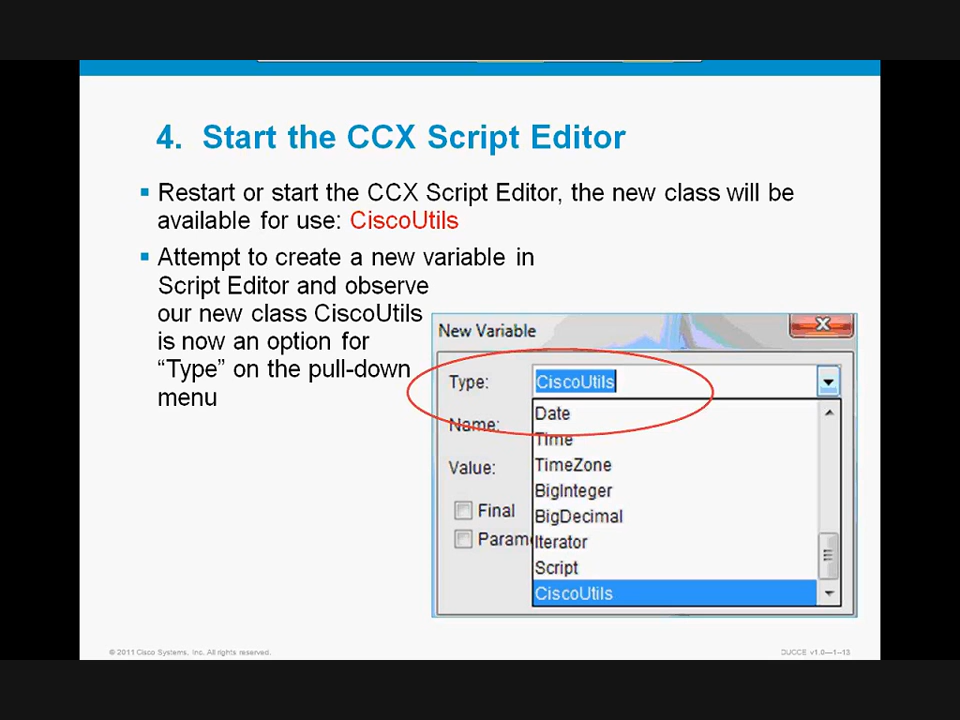 4. Start the CCX Script Editor
Restart or start the CCX Script Editor, the new class will be
available for use: CiscoUtils
Attempt to create a new variable in
Script Editor and observe
our new class CiscoUtils
is now an option for
“Type” on the pull-down
menu
New Variable
Type: CiscoUtils
Date
Name:
Time
Value:
TimeZone
BigInteger
Final
BigDecimal
Param
Iterator
Script
CiscoUtils
© 2011 Cisco Systems, Inc. All rights reserved.
DUCCE v1.0—1-13